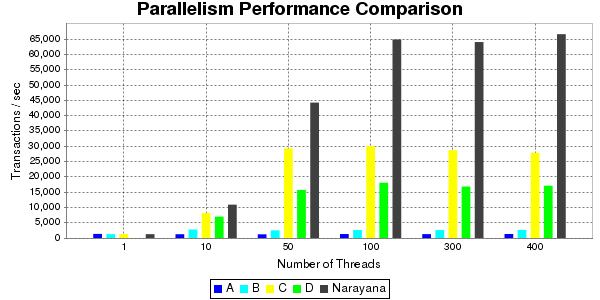 Parallelism Performance Comparison
65,000
60,000
55,000
50,000
45,000
40,000
35,000
30,000
25,000
20,000
15,000
10,000
5,000
0
Transactions / sec
1 10 50 100 300 400
Number of Threads
A B C D Narayana